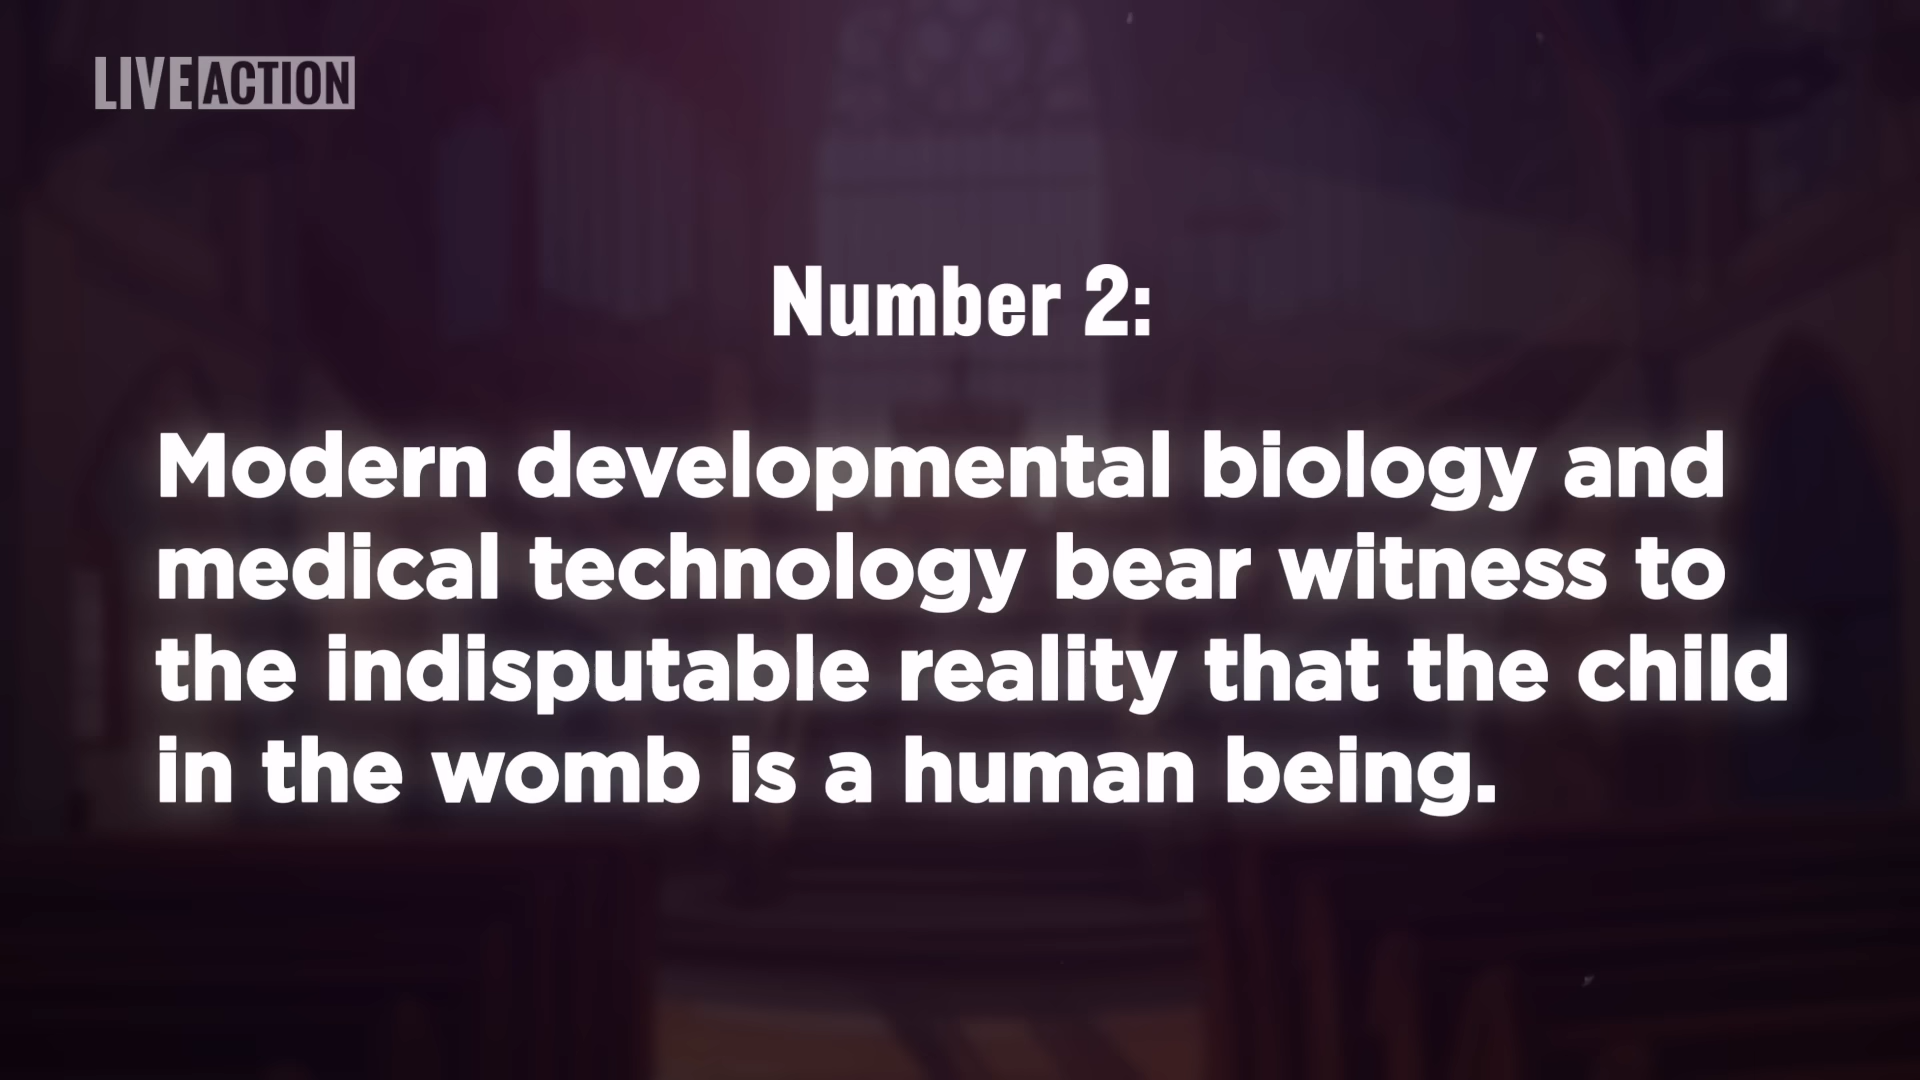 LIVE ACTION
Number 2:
Modern developmental biology and
medical technology bear witness to
the indisputable reality that the child
in the womb is a human being.